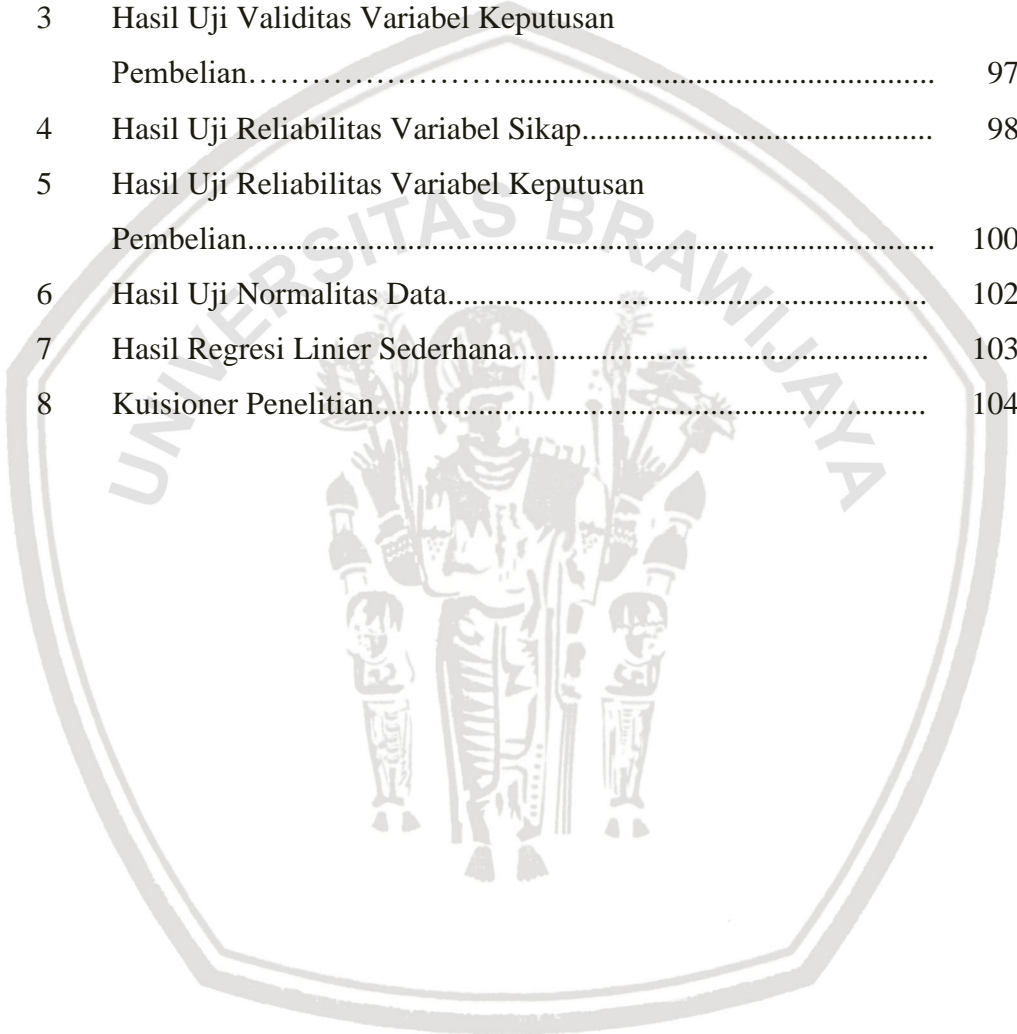 3 Hasil Uji Validitas Variabel Keputusan
Pembelian……………………........................................................ 97
4 Hasil Uji Reliabilitas Variabel Sikap............................................ 98
5 Hasil Uji Reliabilitas Variabel Keputusan
Pembelian...................................................................................... 100
6 Hasil Uji Normalitas Data............................................................ 102
7 Hasil Regresi Linier Sederhana.................................................... 103
8 Kuisioner Penelitian..................................................................... 104
UNIVERSITAS BRAWIJAYA